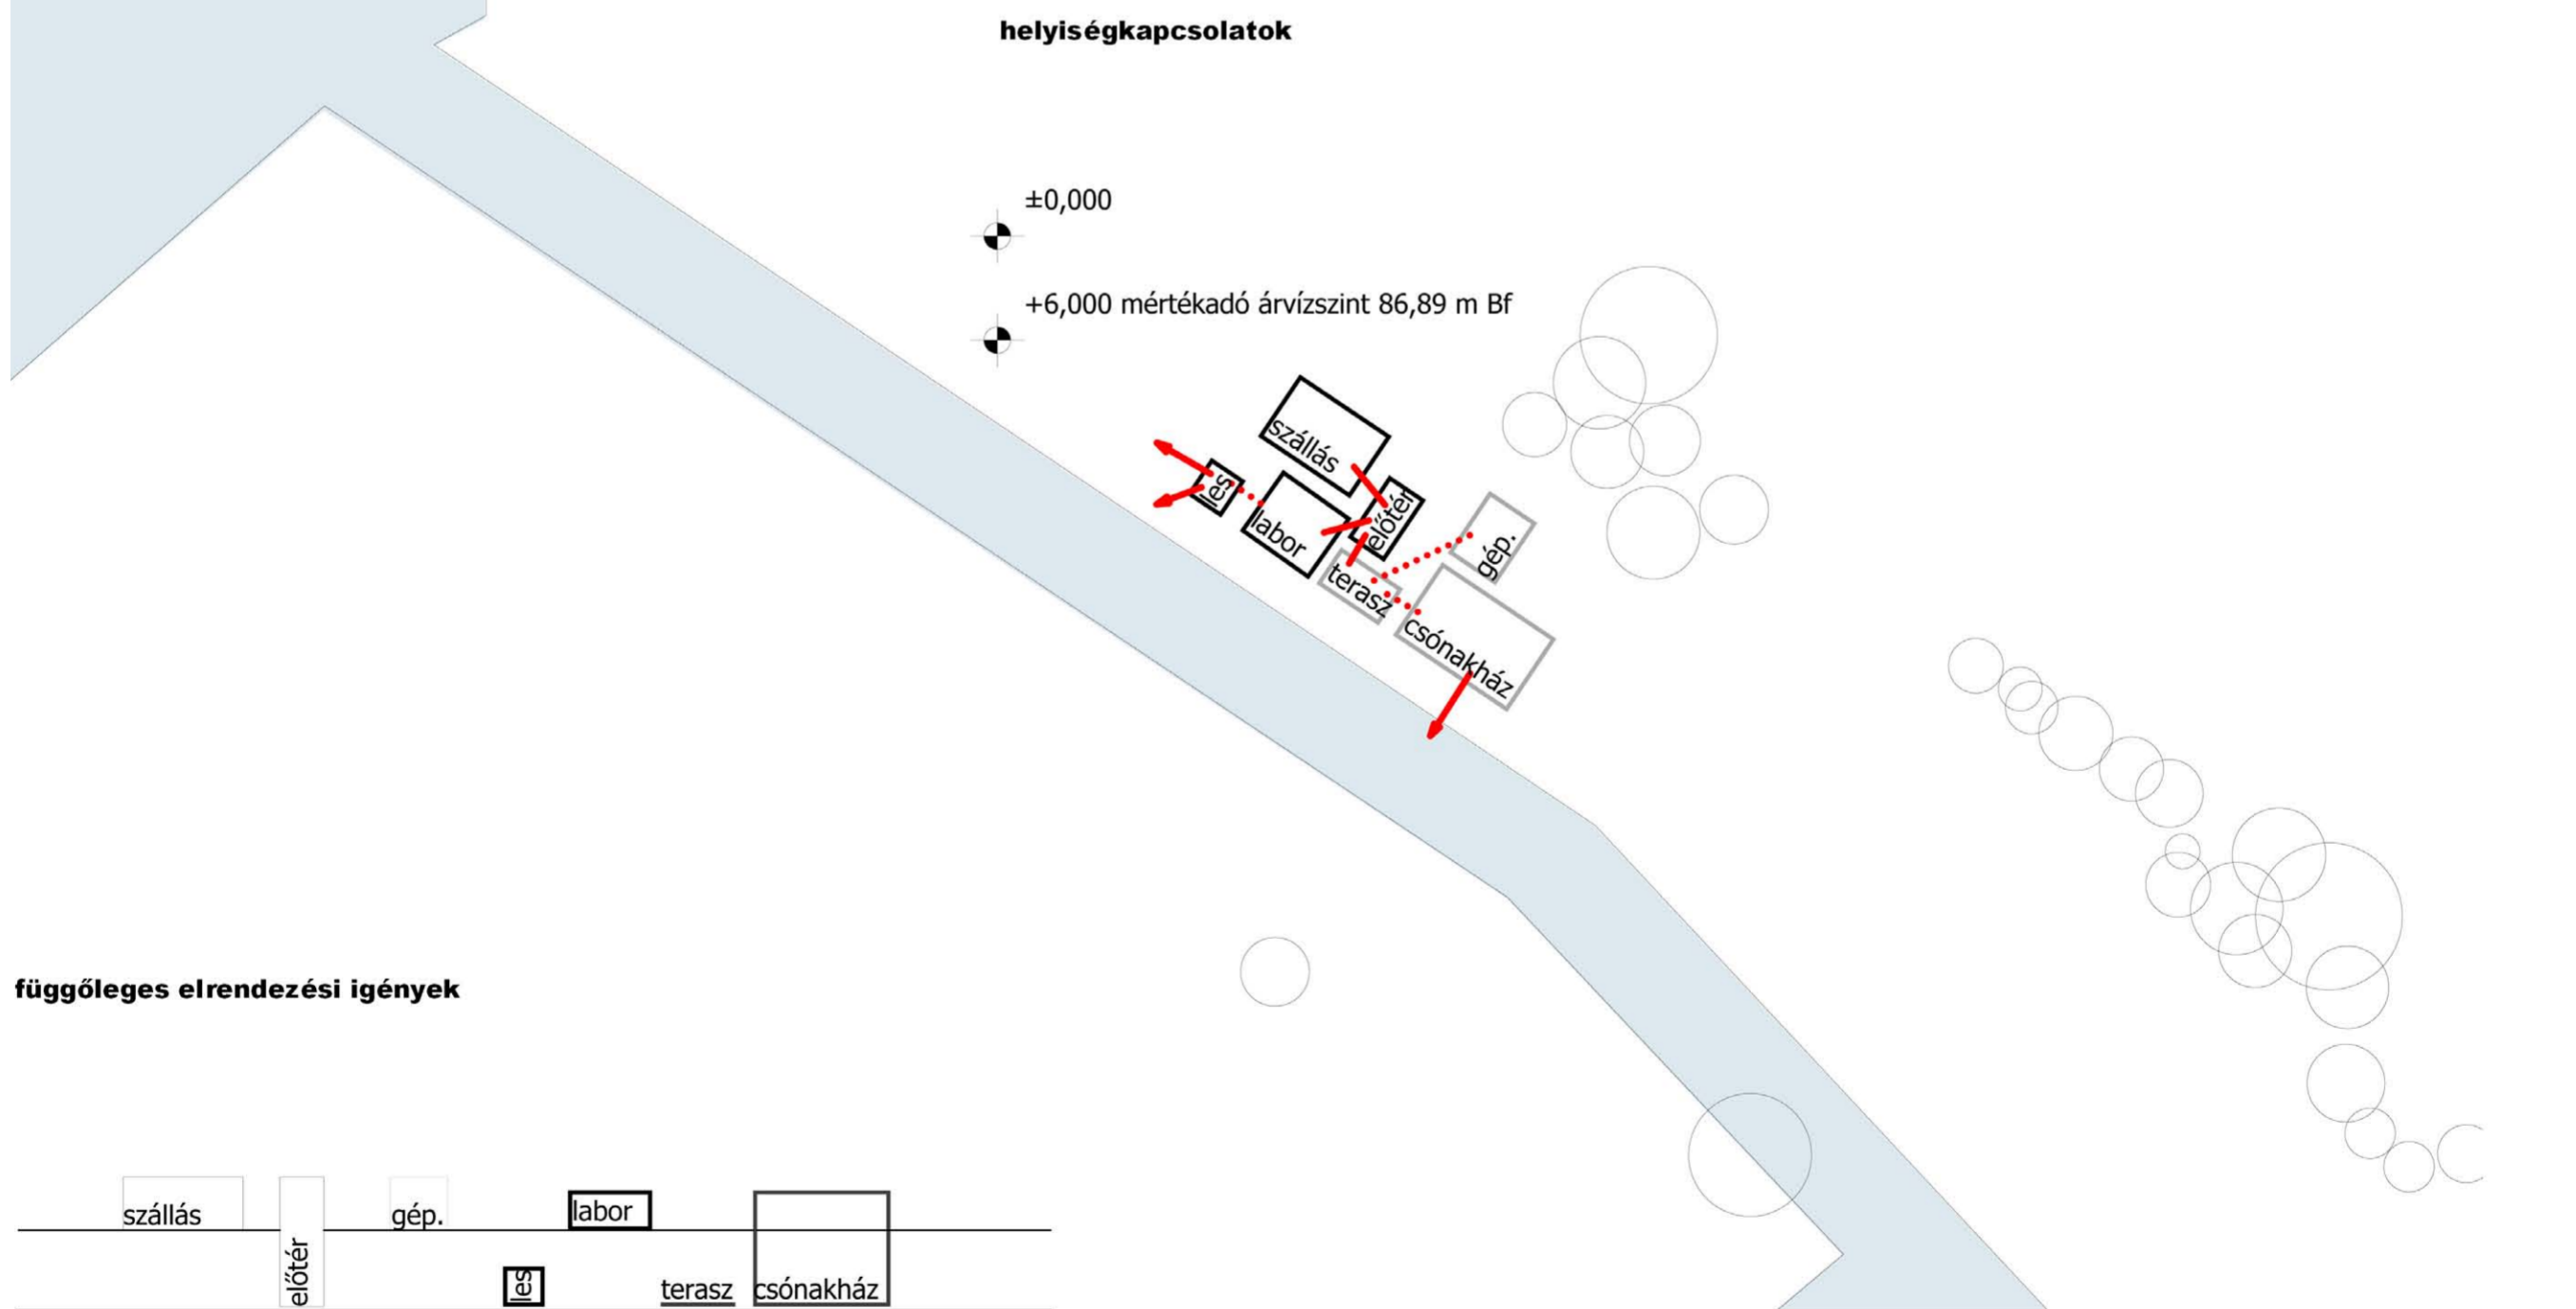 helyiségkapcsolatok
±0,000
+6,000 mértékadó árvízszint 86,89 m Bf
szállás
les
labor
előtér
gép.
terasz
csónakház
függőleges elrendezési igények
szállás
gép.
labor
előtér
les
terasz
csónakház